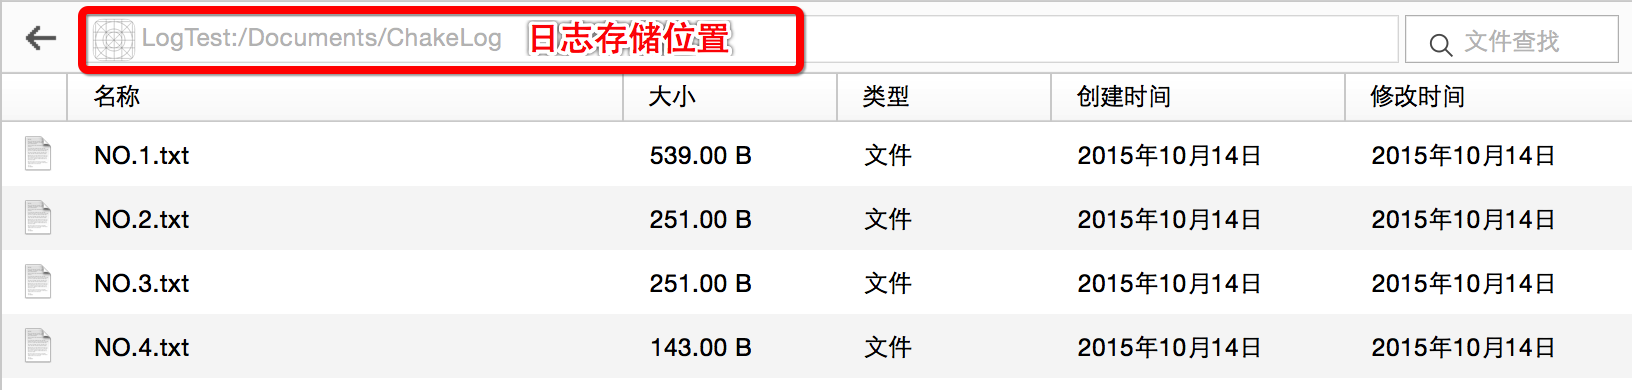 LogTest:/Documents/ChakeLog 日志存储位置 文件查找
名称 大小 类型 创建时间 修改时间
NO.1.txt 539.00 B 文件 2015年10月14日 2015年10月14日
NO.2.txt 251.00 B 文件 2015年10月14日 2015年10月14日
NO.3.txt 251.00 B 文件 2015年10月14日 2015年10月14日
NO.4.txt 143.00 B 文件 2015年10月14日 2015年10月14日